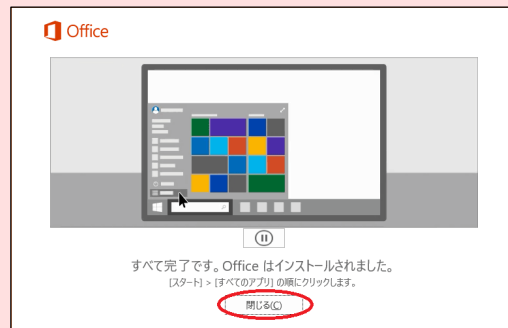 Office
すべて完了です。Office はインストールされました。
[スタート] > [すべてのアプリ] の順にクリックします。
閉じる(C)